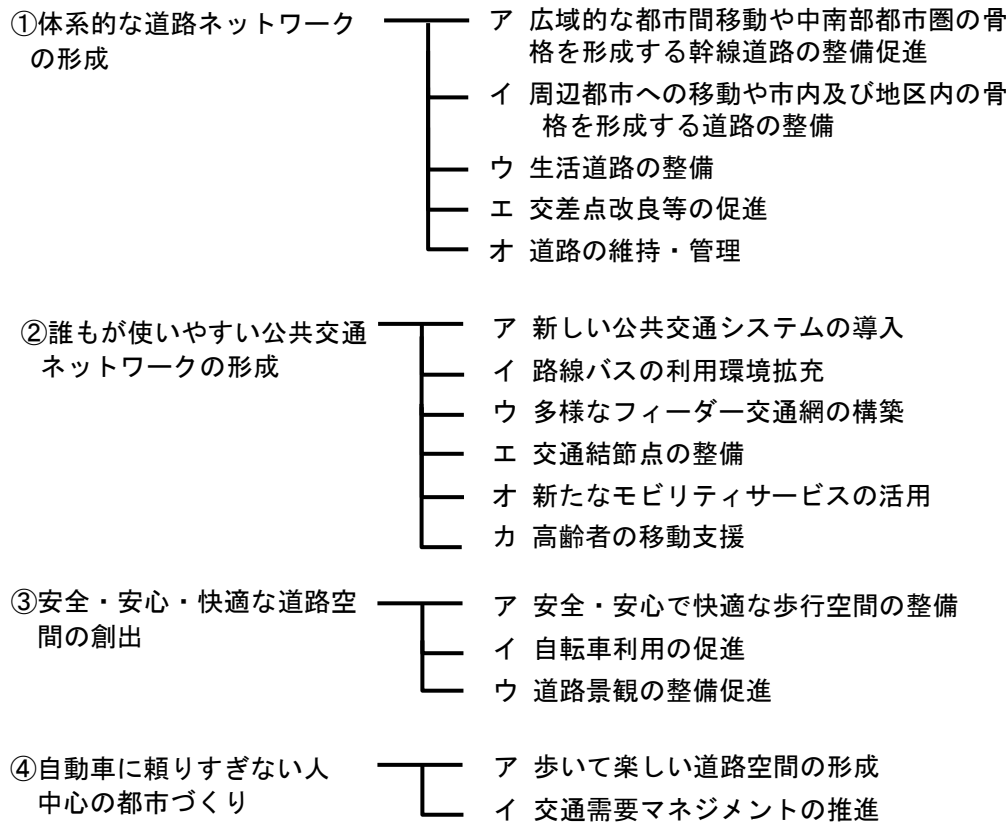 ①体系的な道路ネットワーク
の形成
ア 広域的な都市間移動や中南部都市圏の骨
格を形成する幹線道路の整備促進
イ 周辺都市への移動や市内及び地区内の骨
格を形成する道路の整備
ウ 生活道路の整備
エ 交差点改良等の促進
オ 道路の維持・管理
②誰もが使いやすい公共交通
ネットワークの形成
ア 新しい公共交通システムの導入
イ 路線バスの利用環境拡充
ウ 多様なフィーダー交通網の構築
エ 交通結節点の整備
オ 新たなモビリティサービスの活用
カ 高齢者の移動支援
③安全・安心・快適な道路空
間の創出
ア 安全・安心で快適な歩行空間の整備
イ 自転車利用の促進
ウ 道路景観の整備促進
④自動車に頼りすぎない人
中心の都市づくり
ア 歩いて楽しい道路空間の形成
イ 交通需要マネジメントの推進